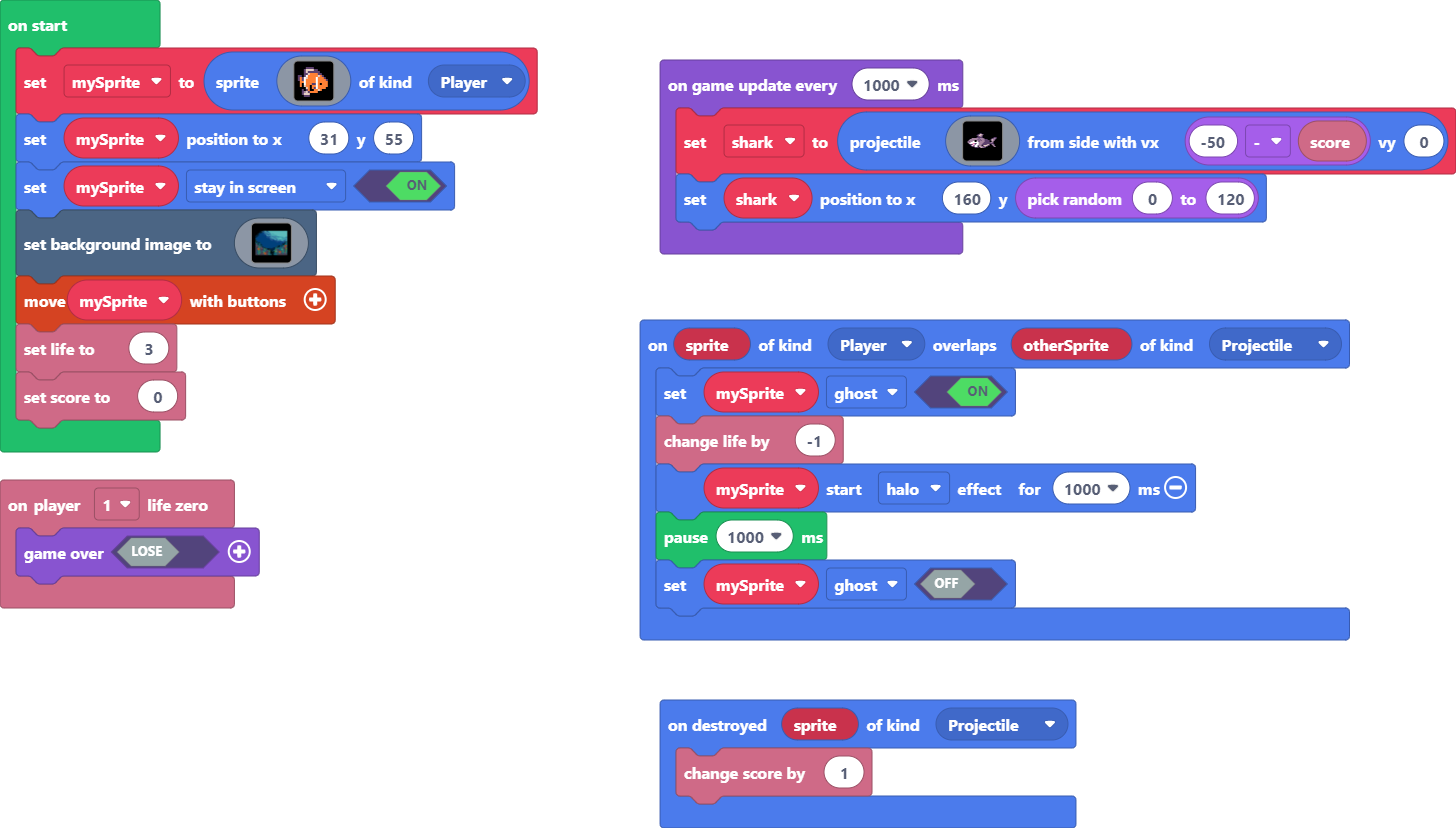 on start
set mySprite to sprite of kind Player
set mySprite position to x 31 y 55
set mySprite stay in screen ON
set background image to
move mySprite with buttons
set life to 3
set score to 0
on player 1 life zero
game over LOSE
on game update every 1000 ms
set shark to projectile from side with vx -50 - score vy 0
set shark position to x 160 y pick random 0 to 120
on sprite of kind Player overlaps otherSprite of kind Projectile
set mySprite ghost ON
change life by -1
mySprite start halo effect for 1000 ms
pause 1000 ms
set mySprite ghost OFF
on destroyed sprite of kind Projectile
change score by 1